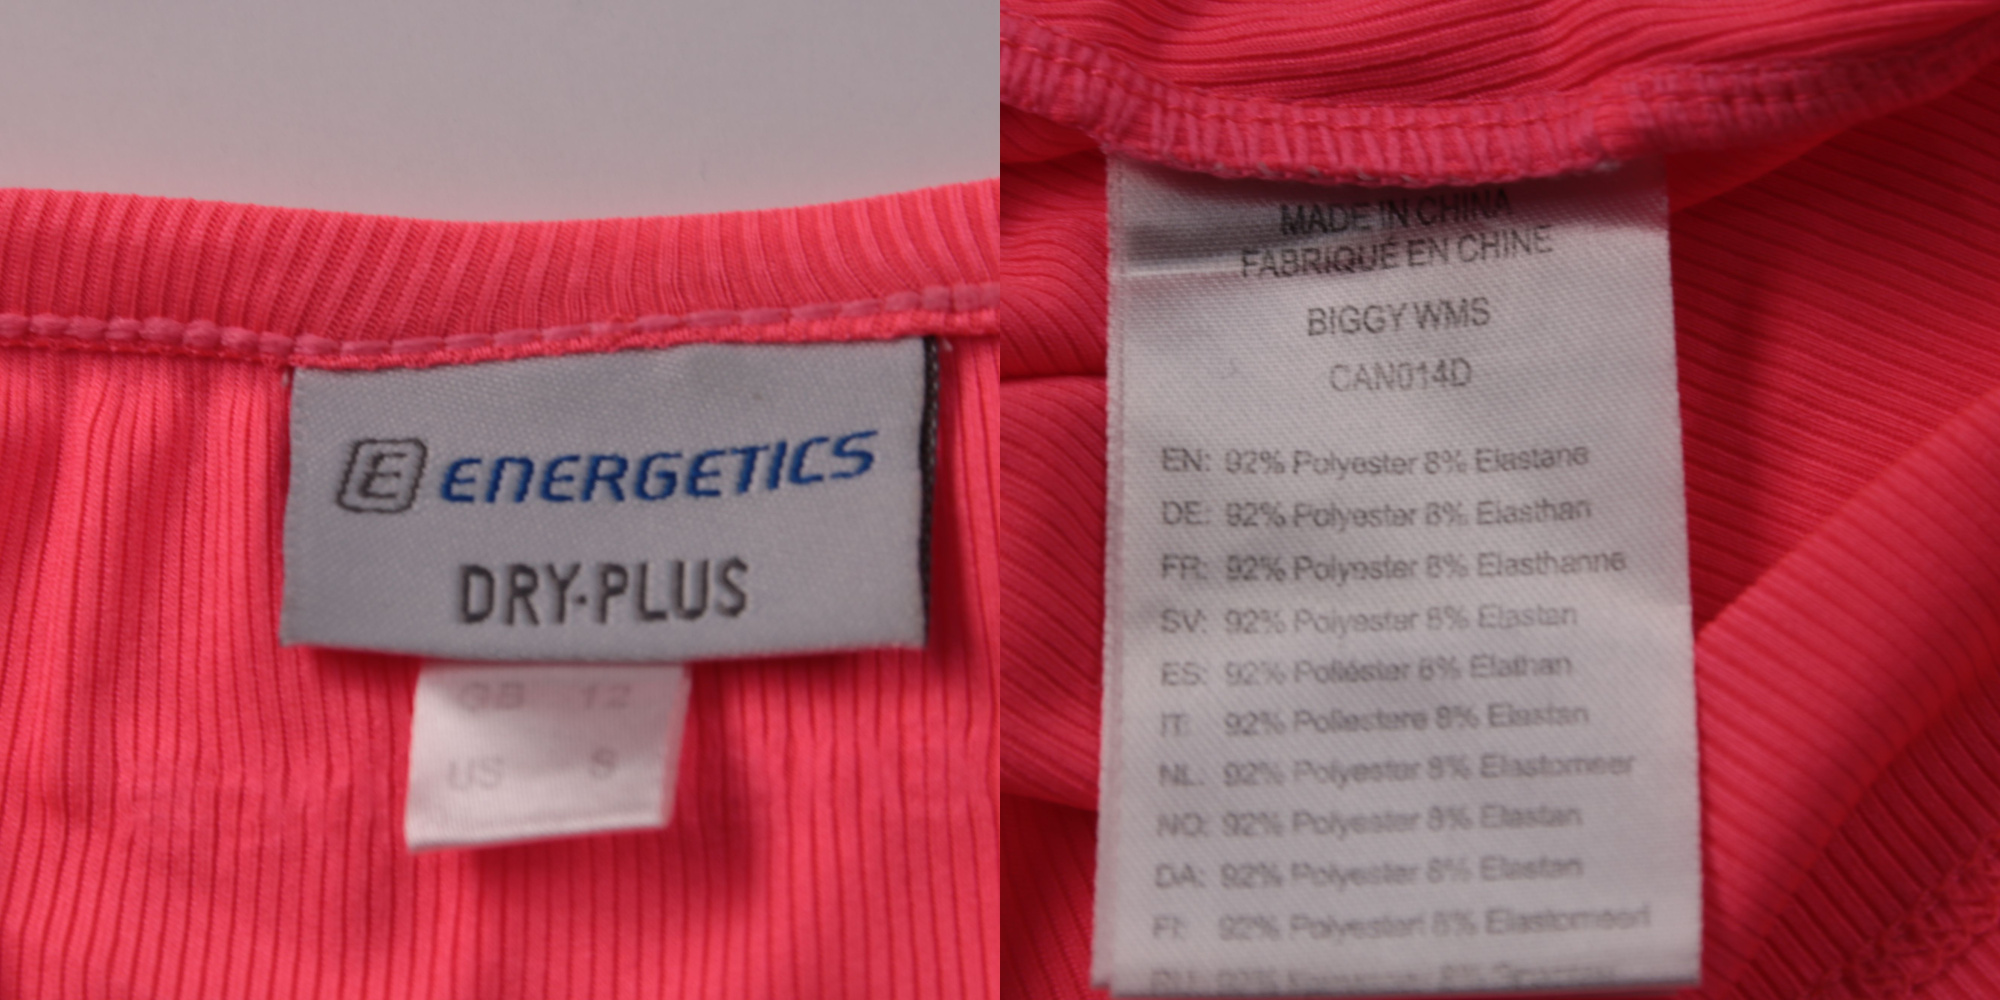 E ENERGETICS
DRY·PLUS
GB 12
US S
MADE IN CHINA
FABRIQUÉ EN CHINE
BIGGY WMS
CAN014D
EN: 92% Polyester 8% Elastane
DE: 92% Polyester 8% Elasthan
FR: 92% Polyester 8% Elasthanne
SV: 92% Polyester 8% Elastan
ES: 92% Poliéster 8% Elathan
IT: 92% Poliestere 8% Elastan
NL: 92% Polyester 8% Elastomeer
NO: 92% Polyester 8% Elastan
DA: 92% Polyester 8% Elastan
FI: 92% Polyesteri 8% Elastomeeri